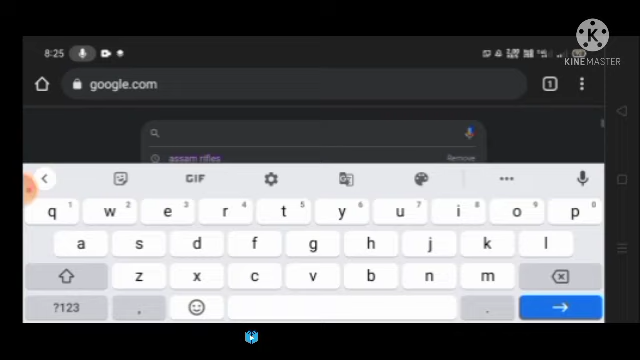 K
KINEMASTER
8:25
google.com
1
assam rifles
Remove
GIF
q 1 w 2 e 3 r 4 t 5 y 6 u 7 i 8 o 9 p 0
a s d f g h j k l
z x c v b n m
?123 , .